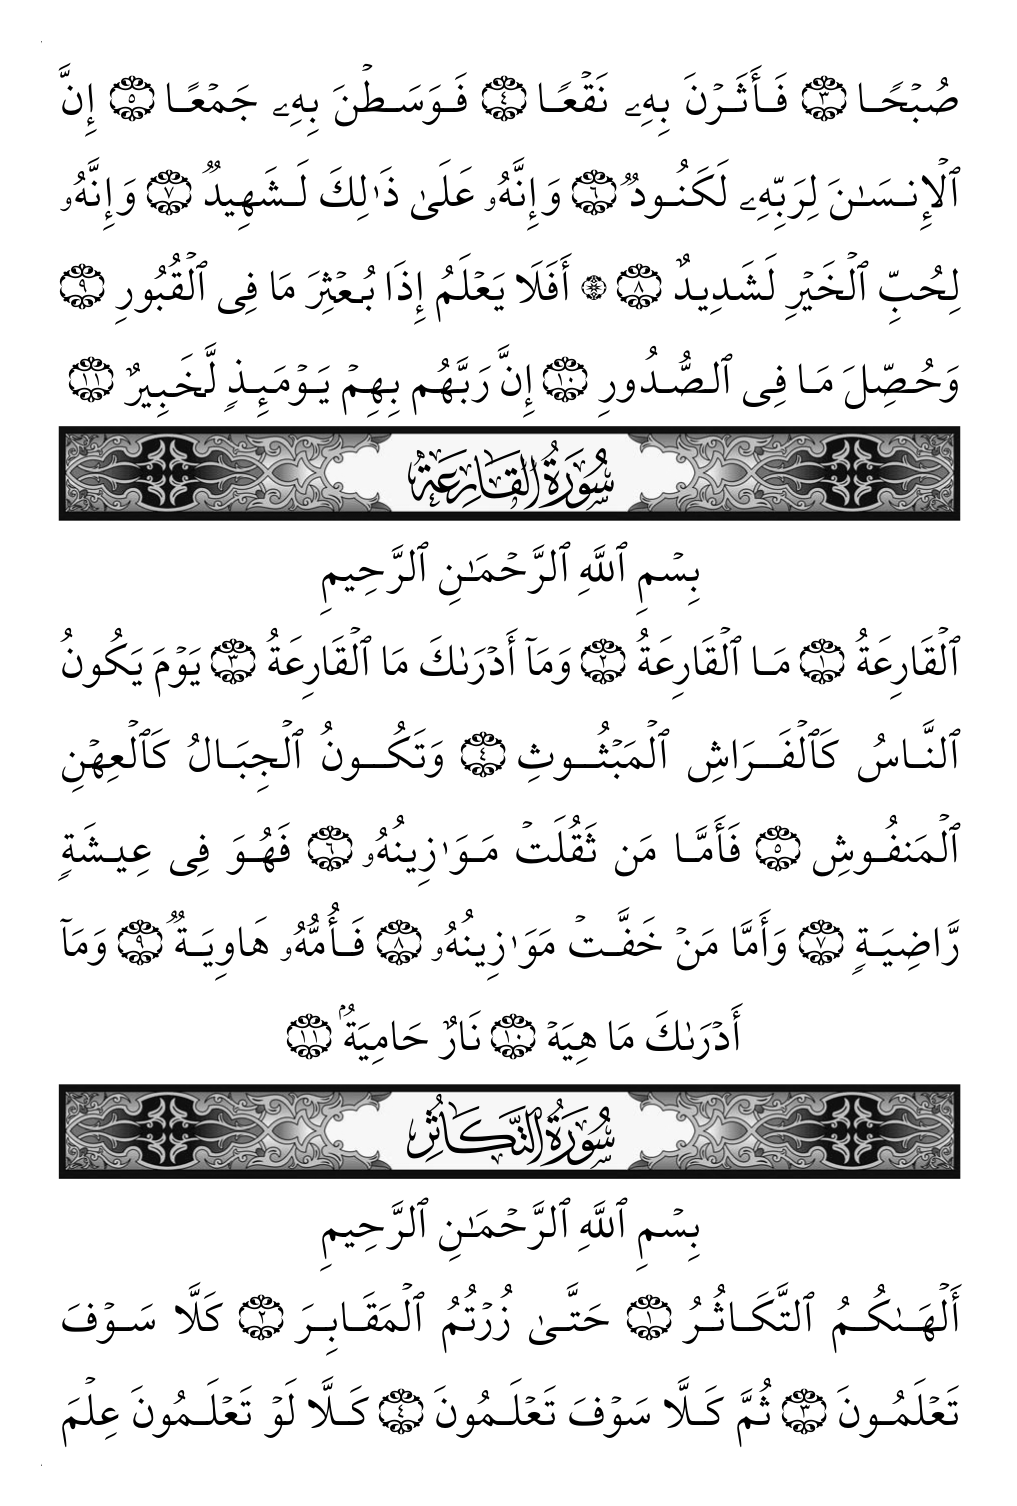 صُبۡحٗا ٣ فَأَثَرۡنَ بِهِۦ نَقۡعٗا ٤ فَوَسَطۡنَ بِهِۦ جَمۡعًا ٥ إِنَّ
ٱلۡإِنسَٰنَ لِرَبِّهِۦ لَكَنُودٞ ٦ وَإِنَّهُۥ عَلَىٰ ذَٰلِكَ لَشَهِيدٞ ٧ وَإِنَّهُۥ
لِحُبِّ ٱلۡخَيۡرِ لَشَدِيدٌ ٨ ۞ أَفَلَا يَعۡلَمُ إِذَا بُعۡثِرَ مَا فِي ٱلۡقُبُورِ ٩
وَحُصِّلَ مَا فِي ٱلصُّدُورِ ١٠ إِنَّ رَبَّهُم بِهِمۡ يَوۡمَئِذٖ لَّخَبِيرُۢ ١١
سُورَةُ القَارِعَةِ
بِسۡمِ ٱللَّهِ ٱلرَّحۡمَٰنِ ٱلرَّحِيمِ
ٱلۡقَارِعَةُ ١ مَا ٱلۡقَارِعَةُ ٢ وَمَآ أَدۡرَىٰكَ مَا ٱلۡقَارِعَةُ ٣ يَوۡمَ يَكُونُ
ٱلنَّاسُ كَٱلۡفَرَاشِ ٱلۡمَبۡثُوثِ ٤ وَتَكُونُ ٱلۡجِبَالُ كَٱلۡعِهۡنِ
ٱلۡمَنفُوشِ ٥ فَأَمَّا مَن ثَقُلَتۡ مَوَٰزِينُهُۥ ٦ فَهُوَ فِي عِيشَةٖ
رَّاضِيَةٖ ٧ وَأَمَّا مَنۡ خَفَّتۡ مَوَٰزِينُهُۥ ٨ فَأُمُّهُۥ هَاوِيَةٞ ٩ وَمَآ
أَدۡرَىٰكَ مَا هِيَهۡ ١٠ نَارٌ حَامِيَةُۢ ١١
سُورَةُ التَّكَاثُرِ
بِسۡمِ ٱللَّهِ ٱلرَّحۡمَٰنِ ٱلرَّحِيمِ
أَلۡهَىٰكُمُ ٱلتَّكَاثُرُ ١ حَتَّىٰ زُرۡتُمُ ٱلۡمَقَابِرَ ٢ كَلَّا سَوۡفَ
تَعۡلَمُونَ ٣ ثُمَّ كَلَّا سَوۡفَ تَعۡلَمُونَ ٤ كَلَّا لَوۡ تَعۡلَمُونَ عِلۡمَ